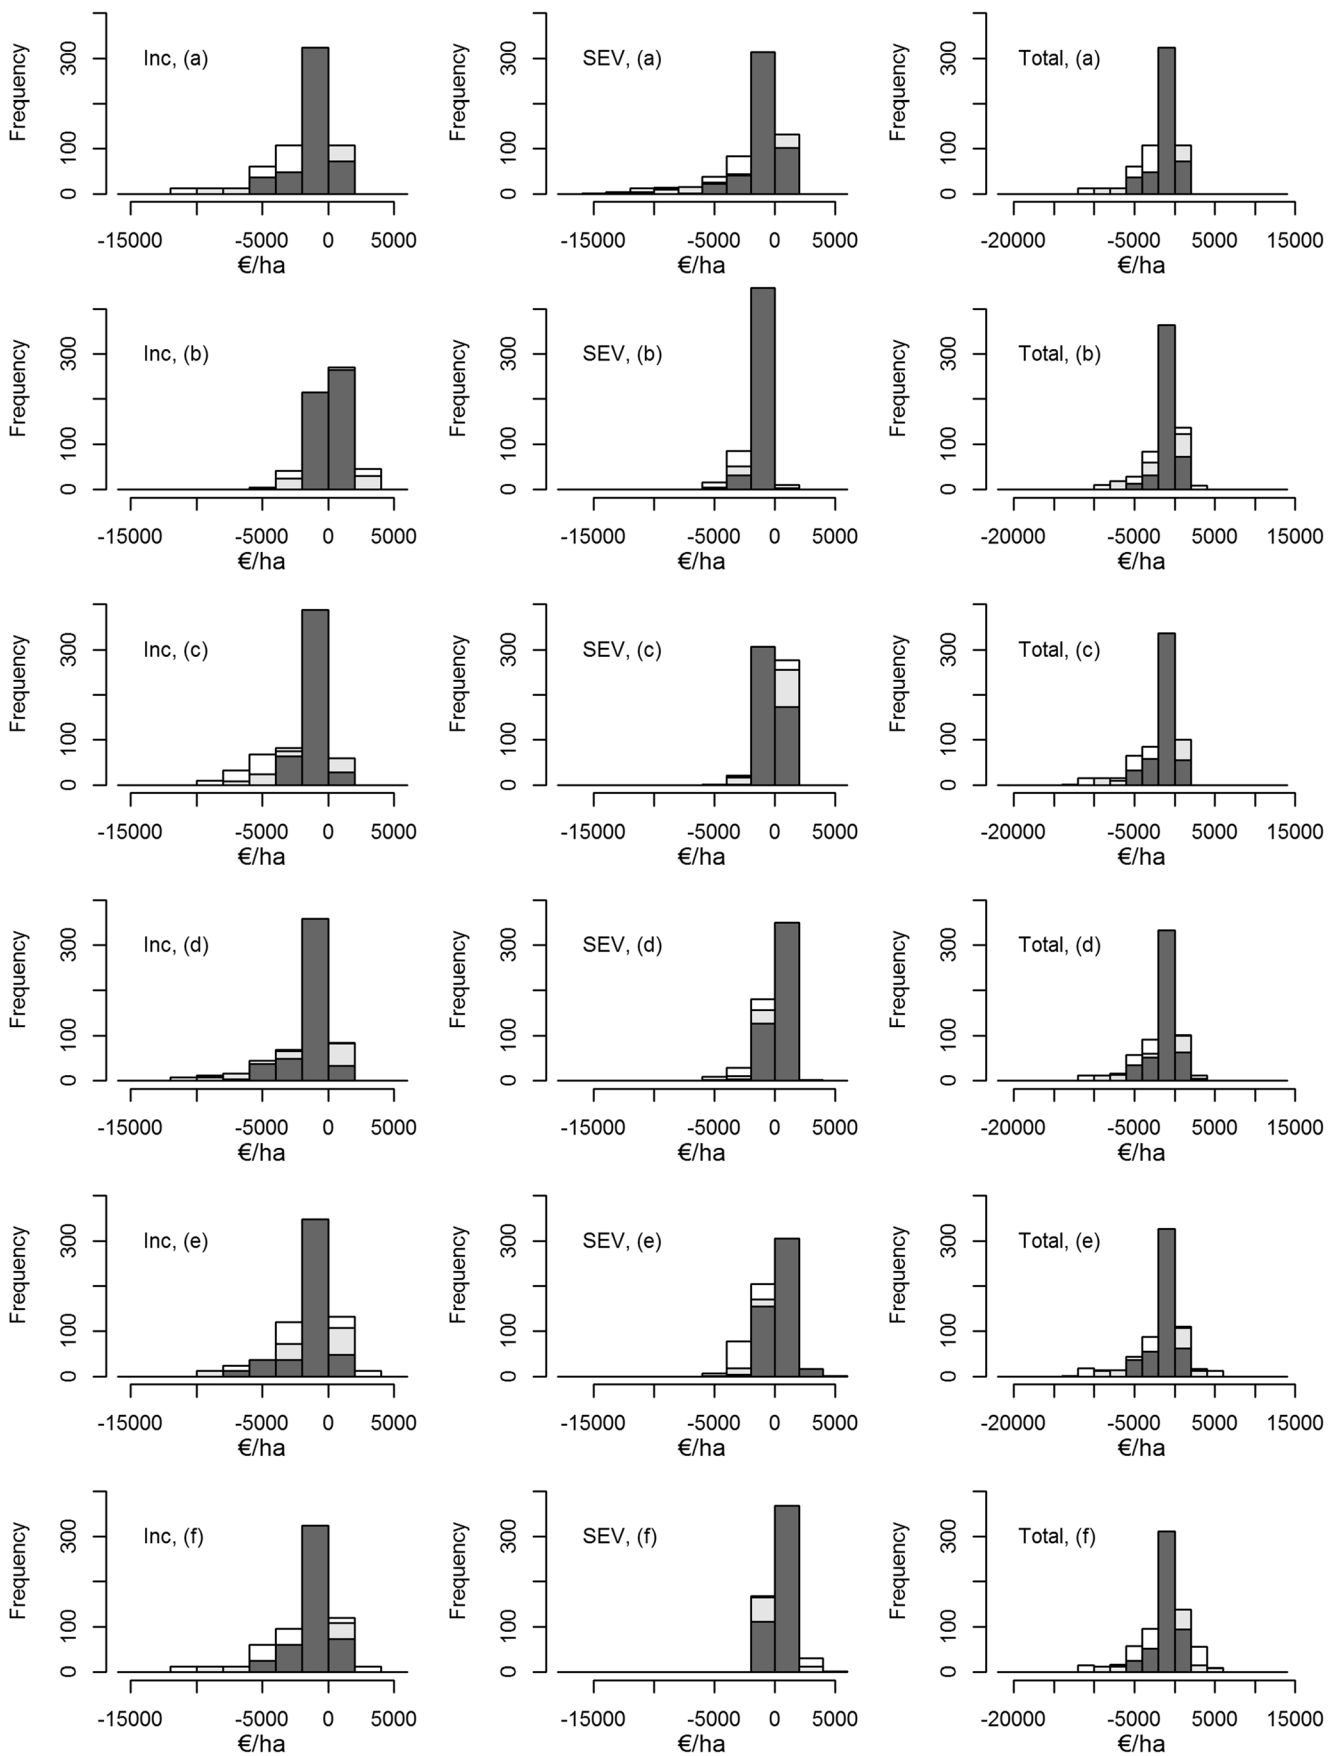 Frequency 0 100 300 Inc, (a) -15000 -5000 0 5000 €/ha
Frequency 0 100 300 SEV, (a) -15000 -5000 0 5000 €/ha
Frequency 0 100 300 Total, (a) -20000 -5000 5000 15000 €/ha
Frequency 0 100 300 Inc, (b) -15000 -5000 0 5000 €/ha
Frequency 0 100 300 SEV, (b) -15000 -5000 0 5000 €/ha
Frequency 0 100 300 Total, (b) -20000 -5000 5000 15000 €/ha
Frequency 0 100 300 Inc, (c) -15000 -5000 0 5000 €/ha
Frequency 0 100 300 SEV, (c) -15000 -5000 0 5000 €/ha
Frequency 0 100 300 Total, (c) -20000 -5000 5000 15000 €/ha
Frequency 0 100 300 Inc, (d) -15000 -5000 0 5000 €/ha
Frequency 0 100 300 SEV, (d) -15000 -5000 0 5000 €/ha
Frequency 0 100 300 Total, (d) -20000 -5000 5000 15000 €/ha
Frequency 0 100 300 Inc, (e) -15000 -5000 0 5000 €/ha
Frequency 0 100 300 SEV, (e) -15000 -5000 0 5000 €/ha
Frequency 0 100 300 Total, (e) -20000 -5000 5000 15000 €/ha
Frequency 0 100 300 Inc, (f) -15000 -5000 0 5000 €/ha
Frequency 0 100 300 SEV, (f) -15000 -5000 0 5000 €/ha
Frequency 0 100 300 Total, (f) -20000 -5000 5000 15000 €/ha